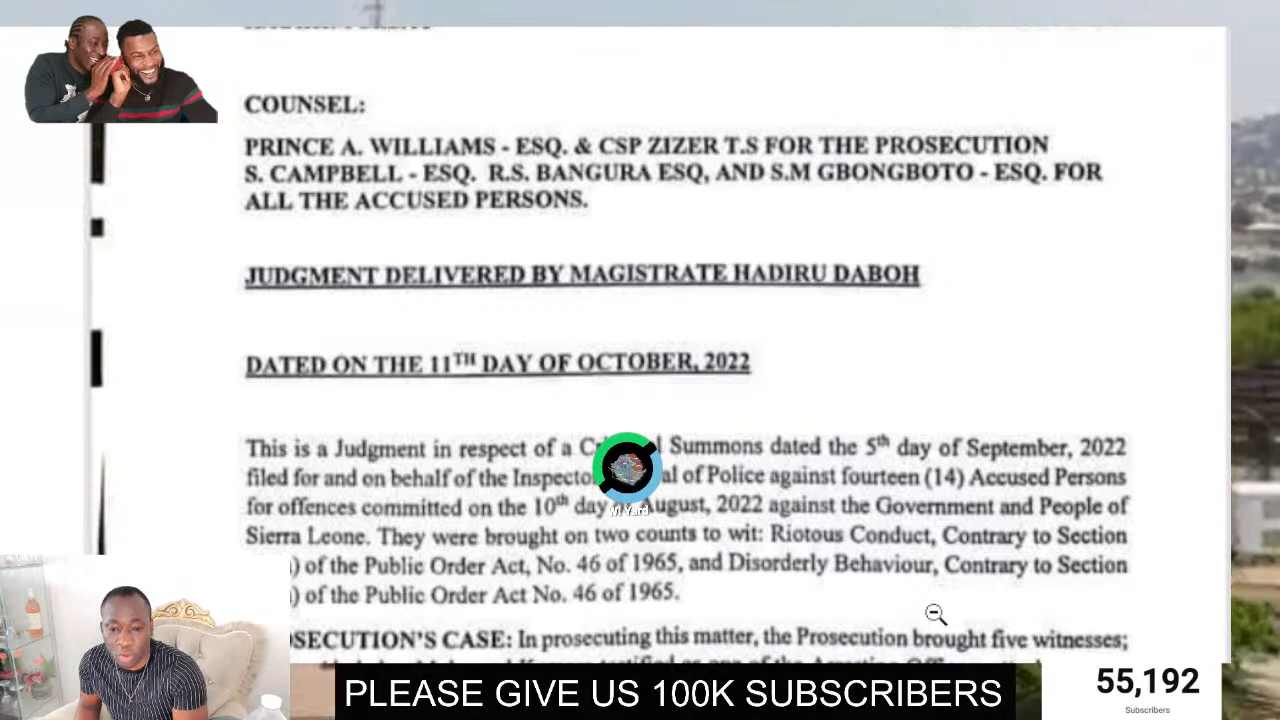 COUNSEL:
PRINCE A. WILLIAMS - ESQ. & CSP ZIZER T.S FOR THE PROSECUTION
S. CAMPBELL - ESQ. R.S. BANGURA ESQ, AND S.M GBONGBOTO - ESQ. FOR
ALL THE ACCUSED PERSONS.
JUDGMENT DELIVERED BY MAGISTRATE HADIRU DABOH
DATED ON THE 11TH DAY OF OCTOBER, 2022
This is a Judgment in respect of a Summons dated the 5th day of September, 2022
filed for and on behalf of the of Police against fourteen (14) Accused Persons
for offences committed on the 10th day August, 2022 against the Government and People of
Sierra Leone. They were brought on two counts to wit: Riotous Conduct, Contrary to Section
) of the Public Order Act, No. 46 of 1965, and Disorderly Behaviour, Contrary to Section
) of the Public Order Act No. 46 of 1965.
SECUTION'S CASE: In prosecuting this matter, the Prosecution brought five witnesses;
W! Yard
PLEASE GIVE US 100K SUBSCRIBERS
55,192
Subscribers